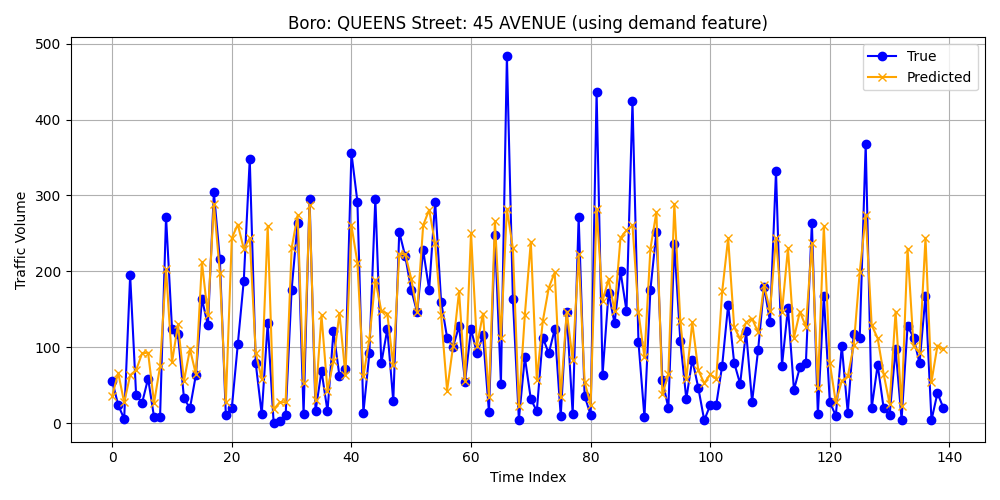 Boro: QUEENS Street: 45 AVENUE (using demand feature)
True
Predicted
Traffic Volume
500
400
300
200
100
0
0 20 40 60 80 100 120 140
Time Index